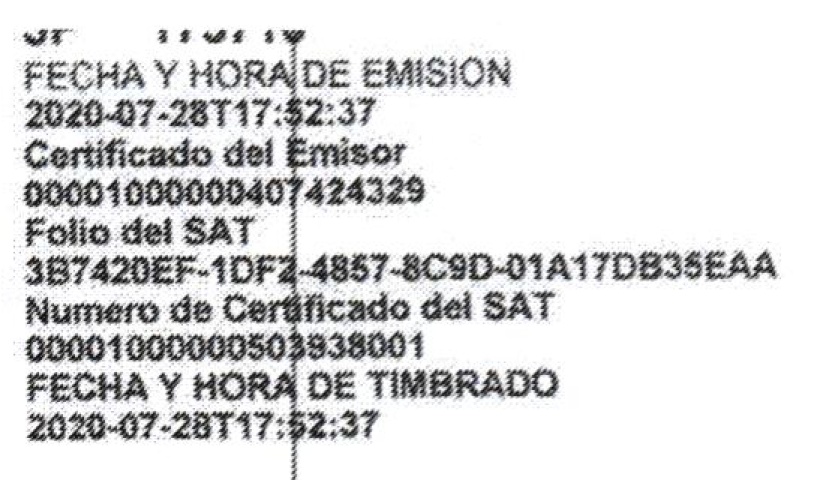 FECHA Y HORA DE EMISION
2020-07-28T17:52:37
Certificado del Emisor
00001000000407424329
Folio del SAT
3B7420EF-1DF2-4857-8C9D-01A17DB35EAA
Numero de Certificado del SAT
00001000000503938001
FECHA Y HORA DE TIMBRADO
2020-07-28T17:52:37